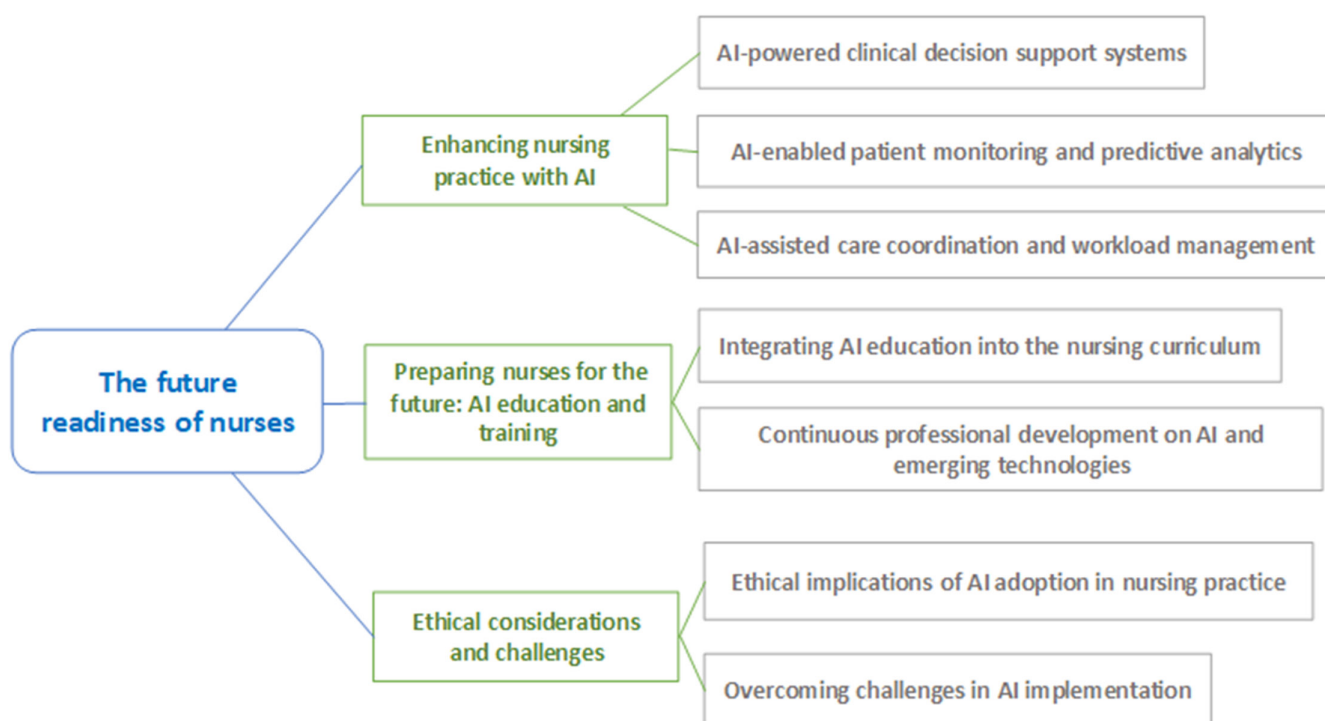 The future
readiness of nurses
Enhancing nursing
practice with AI
AI-powered clinical decision support systems
AI-enabled patient monitoring and predictive analytics
AI-assisted care coordination and workload management
Preparing nurses for the
future: AI education and
training
Integrating AI education into the nursing curriculum
Continuous professional development on AI and
emerging technologies
Ethical considerations
and challenges
Ethical implications of AI adoption in nursing practice
Overcoming challenges in AI implementation